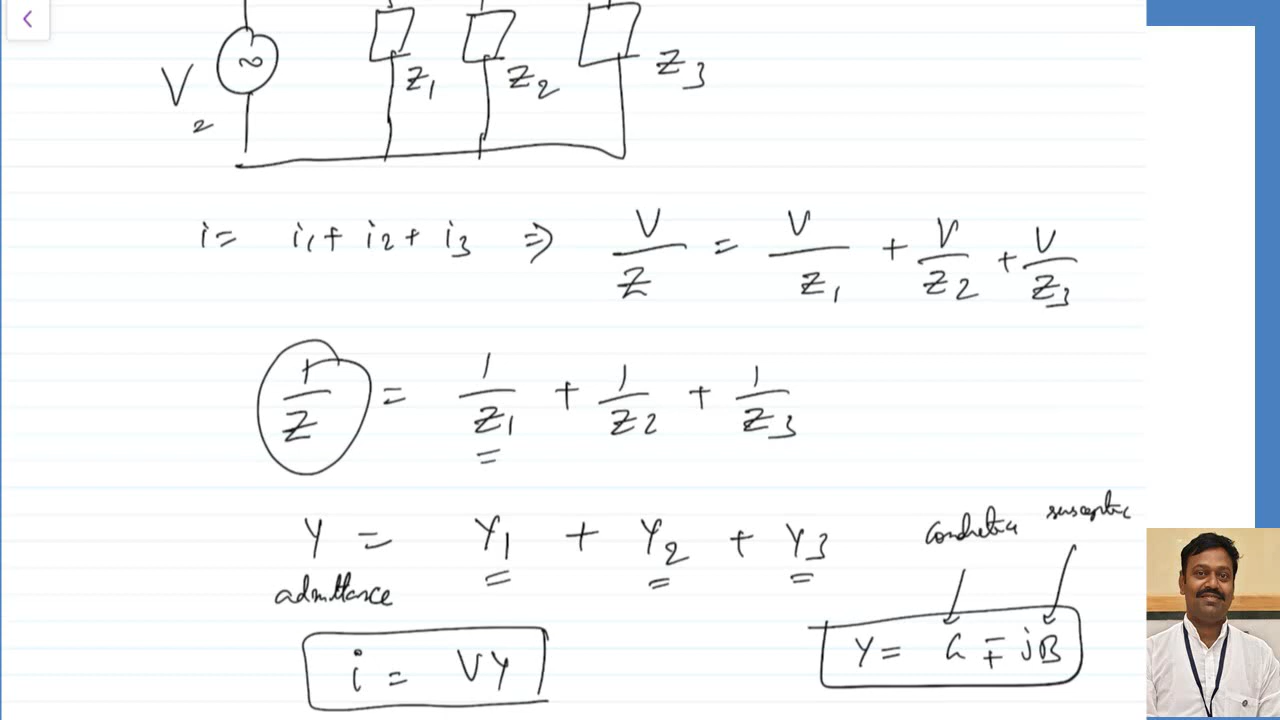 V ~ Z1 Z2 Z3
2
i = i1 + i2 + i3 ⇒ V/Z = V/Z1 + V/Z2 + V/Z3
1/Z = 1/Z1 + 1/Z2 + 1/Z3
Y = Y1 + Y2 + Y3
admittance
i = VY
Y = G ∓ jB